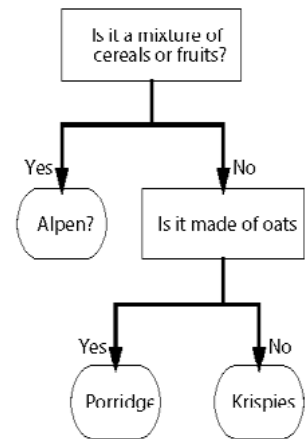 Is it a mixture of
cereals or fruits?
Yes
No
Alpen?
Is it made of oats
Yes
No
Porridge
Krispies